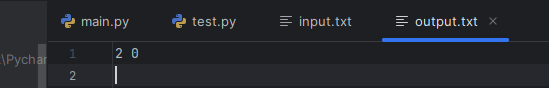 main.py test.py input.txt output.txt
1 2 0
\Pychar 2